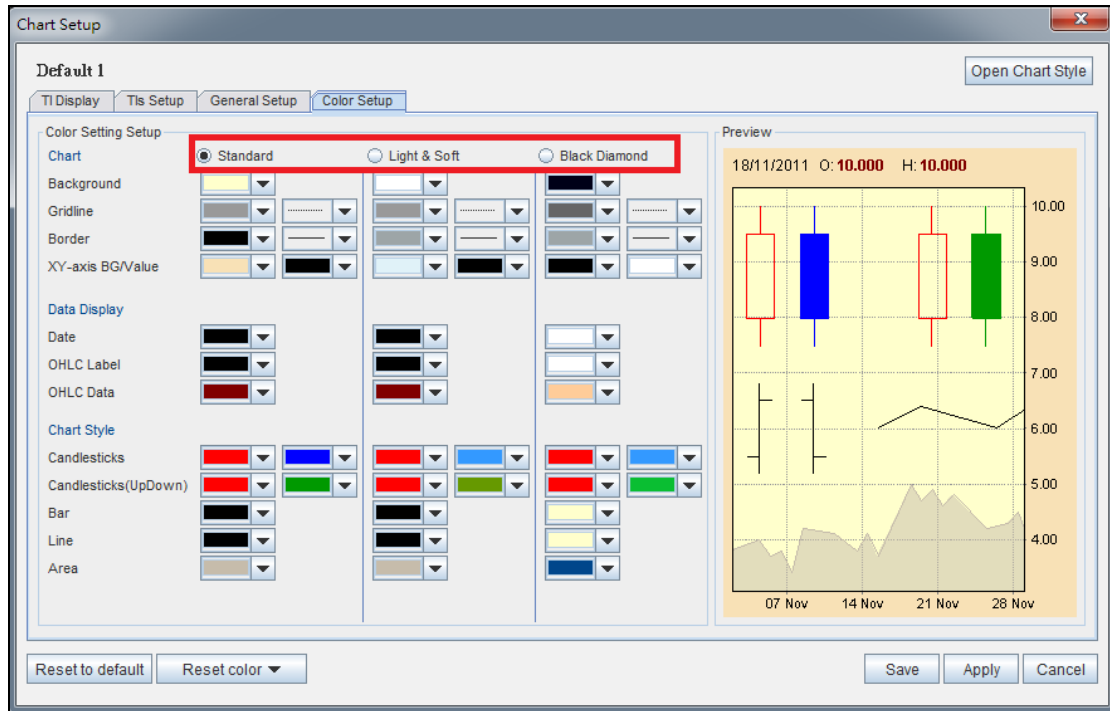 Chart Setup
Default 1
Open Chart Style
TI Display
TIs Setup
General Setup
Color Setup
Color Setting Setup
Chart
Standard
Light & Soft
Black Diamond
Background
Gridline
Border
XY-axis BG/Value
Data Display
Date
OHLC Label
OHLC Data
Chart Style
Candlesticks
Candlesticks(UpDown)
Bar
Line
Area
Preview
18/11/2011 O:10.000 H:10.000
10.00
9.00
8.00
7.00
6.00
5.00
4.00
07 Nov 14 Nov 21 Nov 28 Nov
Reset to default
Reset color
Save
Apply
Cancel